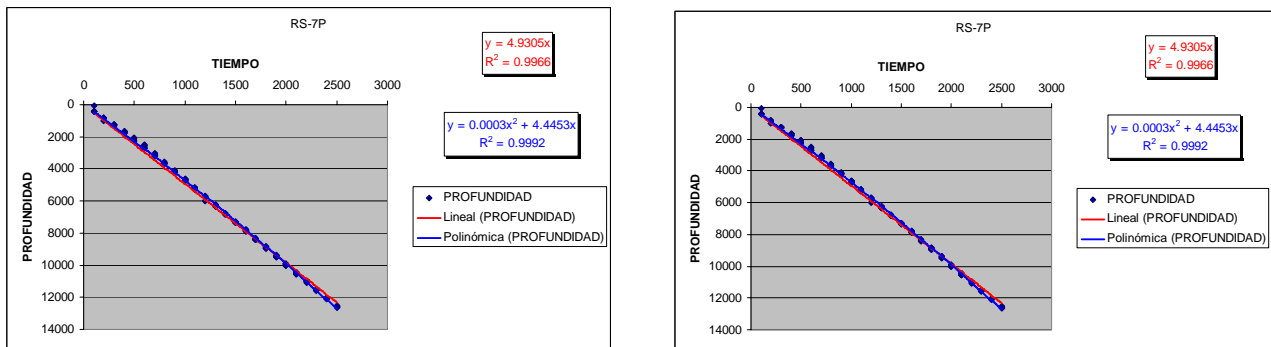 RS-7P
y = 4.9305x
R² = 0.9966
TIEMPO
0 500 1000 1500 2000 2500 3000
0
2000
4000
6000
8000
10000
12000
14000
PROFUNDIDAD
y = 0.0003x² + 4.4453x
R² = 0.9992
PROFUNDIDAD
Lineal (PROFUNDIDAD)
Polinómica (PROFUNDIDAD)
RS-7P
y = 4.9305x
R² = 0.9966
TIEMPO
0 500 1000 1500 2000 2500 3000
0
2000
4000
6000
8000
10000
12000
14000
PROFUNDIDAD
y = 0.0003x² + 4.4453x
R² = 0.9992
PROFUNDIDAD
Lineal (PROFUNDIDAD)
Polinómica (PROFUNDIDAD)